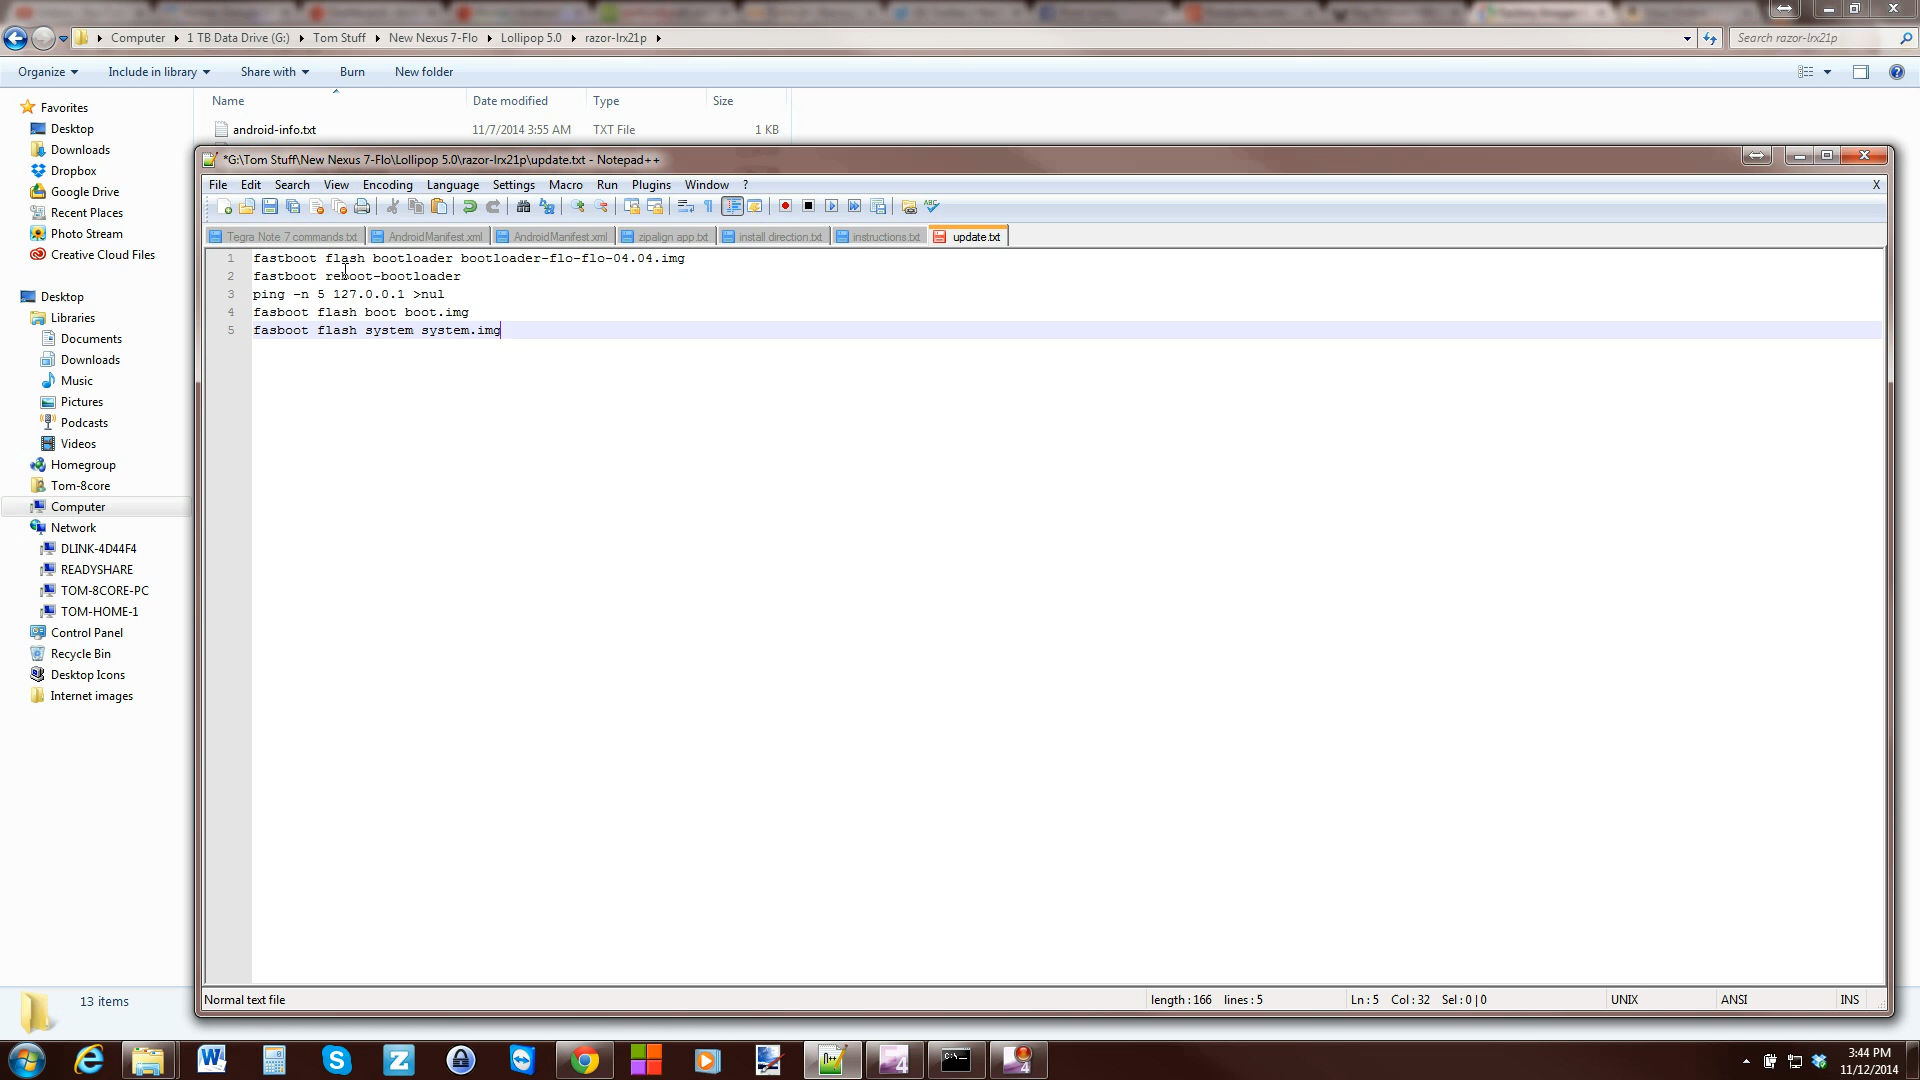 Computer
1 TB Data Drive (G:)
Tom Stuff
New Nexus 7-Flo
Lollipop 5.0
razor-lrx21p
Search razor-lrx21p
Organize
Include in library
Share with
Burn
New folder
Name
Date modified
Type
Size
android-info.txt
11/7/2014 3:55 AM
TXT File
1 KB
Favorites
Desktop
Downloads
Dropbox
Google Drive
Recent Places
Photo Stream
Creative Cloud Files
Desktop
Libraries
Documents
Downloads
Music
Pictures
Podcasts
Videos
Homegroup
Tom-8core
Computer
Network
DLINK-4D44F4
READYSHARE
TOM-8CORE-PC
TOM-HOME-1
Control Panel
Recycle Bin
Desktop Icons
Internet images
13 items
*G:\Tom Stuff\New Nexus 7-Flo\Lollipop 5.0\razor-lrx21p\update.txt - Notepad++
File Edit Search View Encoding Language Settings Macro Run Plugins Window ? X
Tegra Note 7 commands.txt
AndroidManifest.xml
AndroidManifest.xml
zipalign app.txt
install direction.txt
instructions.txt
update.txt
1 fastboot flash bootloader bootloader-flo-flo-04.04.img
2 fastboot reboot-bootloader
3 ping -n 5 127.0.0.1 >nul
4 fasboot flash boot boot.img
5 fasboot flash system system.img
Normal text file
length : 166 lines : 5
Ln : 5 Col : 32 Sel : 0 | 0
UNIX
ANSI
INS
3:44 PM
11/12/2014